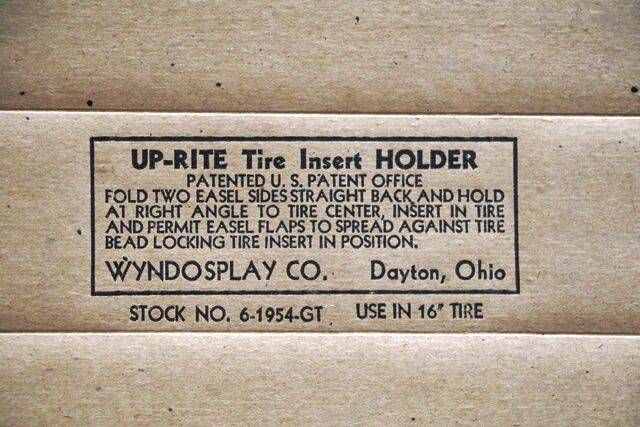 UP-RITE Tire Insert HOLDER
PATENTED U. S. PATENT OFFICE
FOLD TWO EASEL SIDES STRAIGHT BACK AND HOLD
AT RIGHT ANGLE TO TIRE CENTER, INSERT IN TIRE
AND PERMIT EASEL FLAPS TO SPREAD AGAINST TIRE
BEAD LOCKING TIRE INSERT IN POSITION.
WYNDOSPLAY CO. Dayton, Ohio
STOCK NO. 6-1954-GT USE IN 16" TIRE